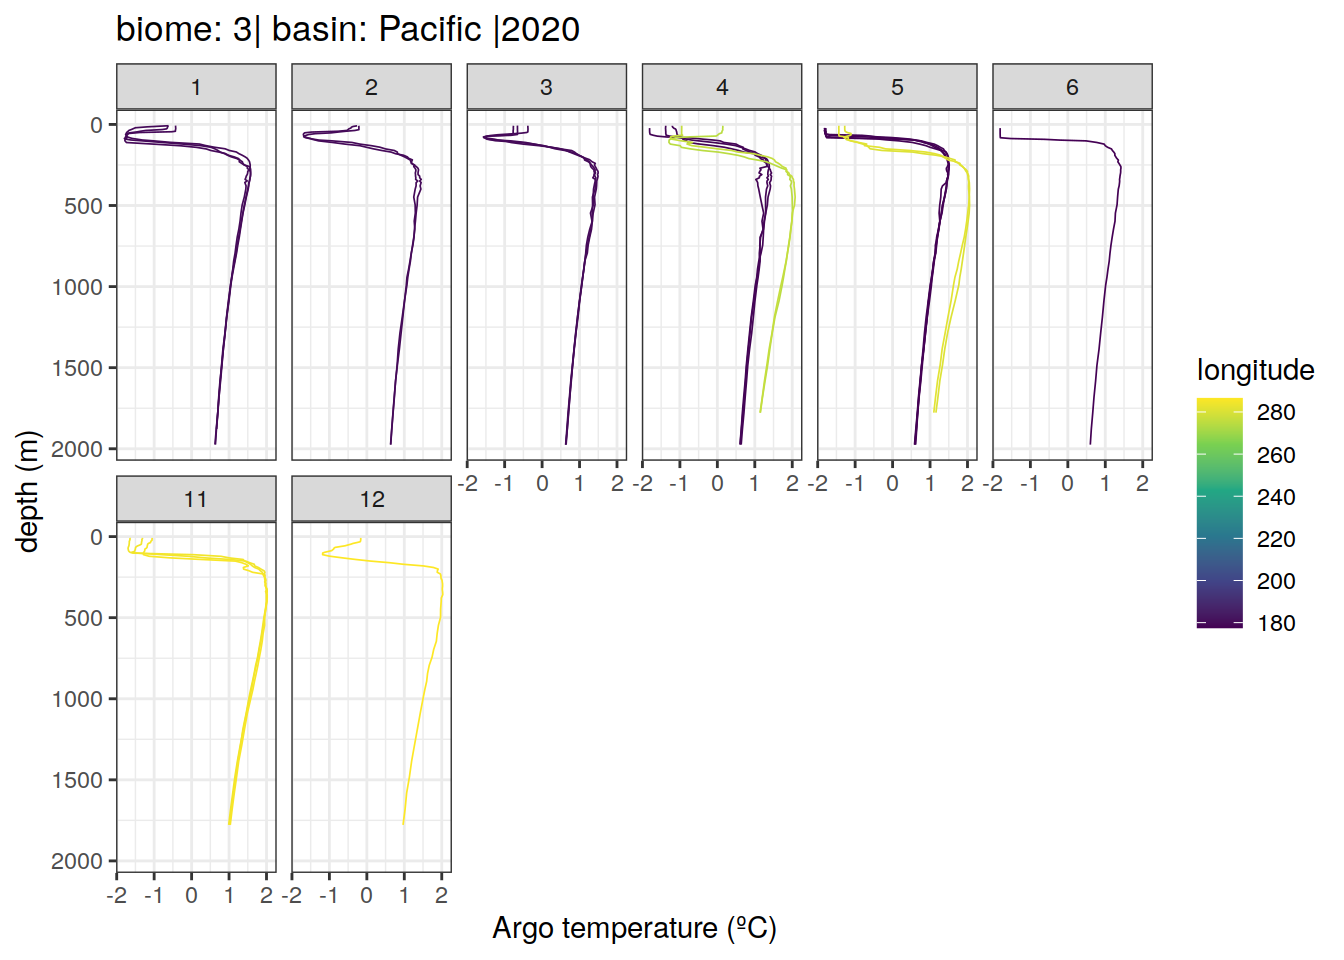 biome: 3| basin: Pacific |2020
1 2 3 4 5 6
0
500
1000
1500
2000
-2 -1 0 1 2 -2 -1 0 1 2 -2 -1 0 1 2 -2 -1 0 1 2
11 12
0
500
1000
1500
2000
-2 -1 0 1 2 -2 -1 0 1 2
depth (m)
Argo temperature (ºC)
longitude
280
260
240
220
200
180